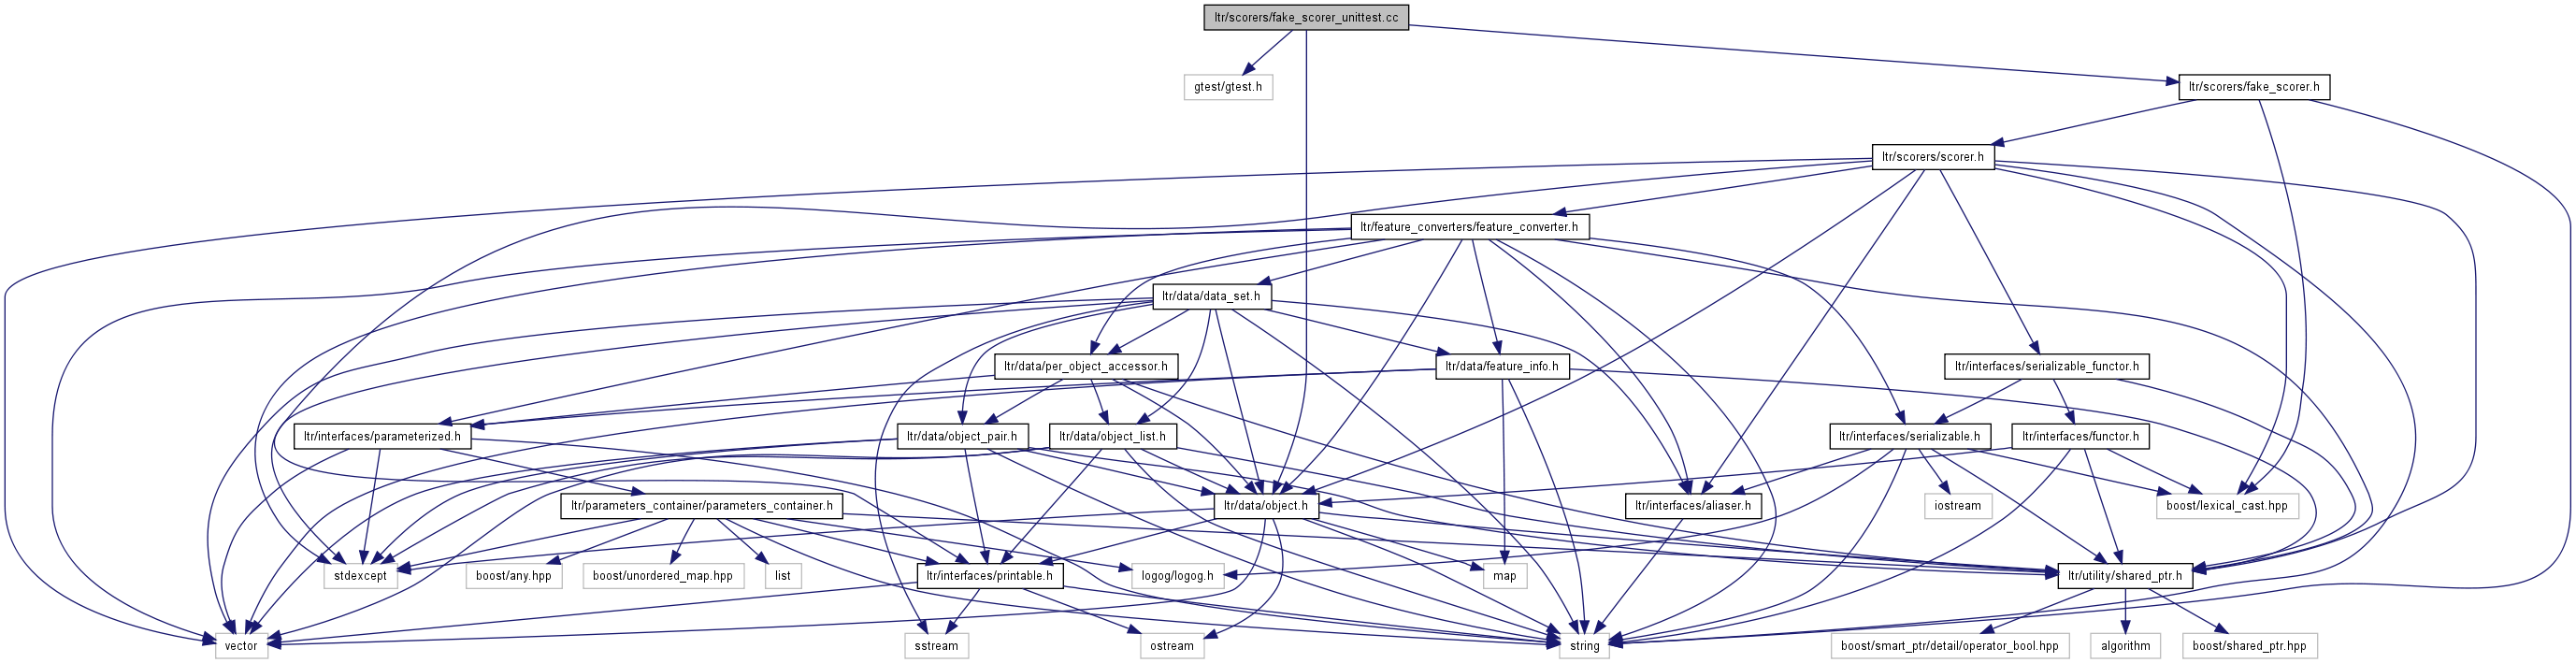 ltr/scorers/fake_scorer_unittest.cc
gtest/gtest.h
ltr/scorers/fake_scorer.h
ltr/scorers/scorer.h
ltr/feature_converters/feature_converter.h
ltr/data/data_set.h
ltr/data/per_object_accessor.h
ltr/data/feature_info.h
ltr/interfaces/serializable_functor.h
ltr/interfaces/parameterized.h
ltr/data/object_pair.h
ltr/data/object_list.h
ltr/interfaces/serializable.h
ltr/interfaces/functor.h
ltr/parameters_container/parameters_container.h
ltr/data/object.h
ltr/interfaces/aliaser.h
iostream
boost/lexical_cast.hpp
stdexcept
boost/any.hpp
boost/unordered_map.hpp
list
ltr/interfaces/printable.h
logog/logog.h
map
ltr/utility/shared_ptr.h
vector
sstream
ostream
string
boost/smart_ptr/detail/operator_bool.hpp
algorithm
boost/shared_ptr.hpp